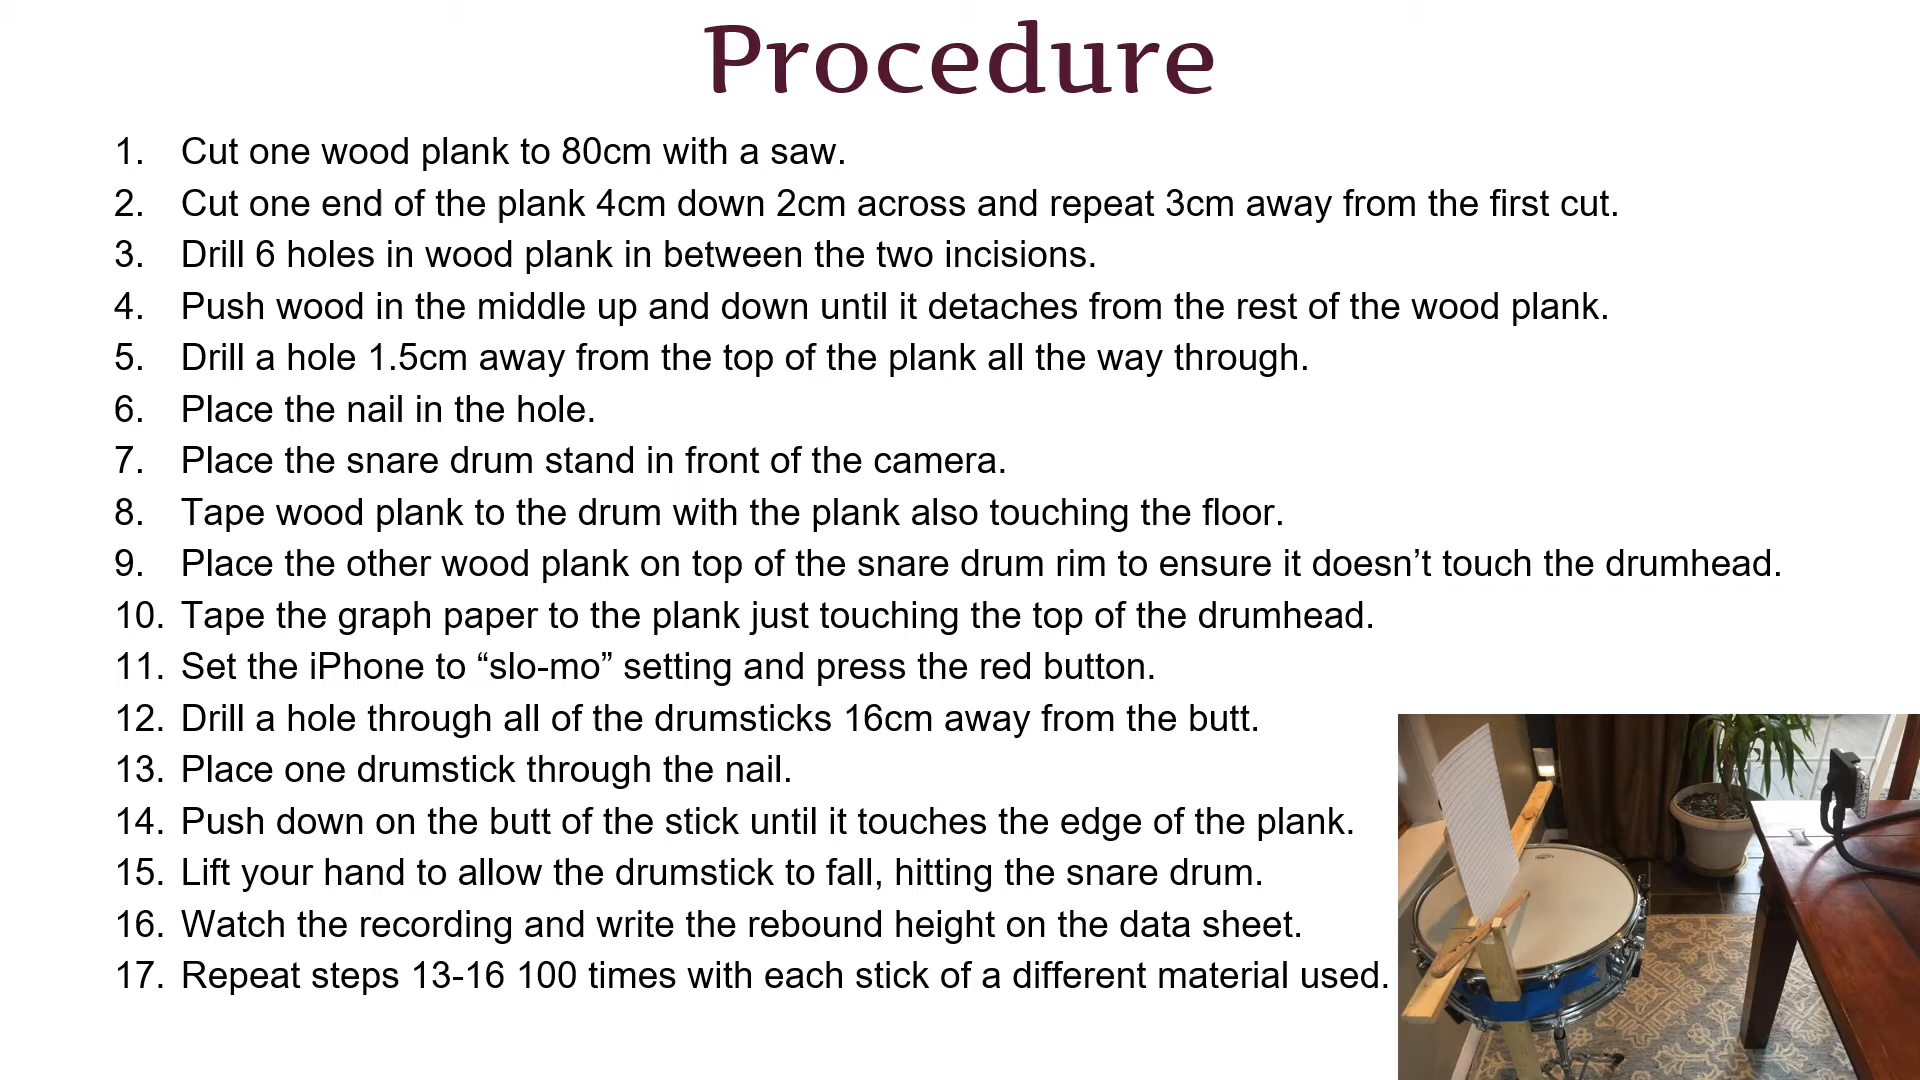 Procedure
1. Cut one wood plank to 80cm with a saw.
2. Cut one end of the plank 4cm down 2cm across and repeat 3cm away from the first cut.
3. Drill 6 holes in wood plank in between the two incisions.
4. Push wood in the middle up and down until it detaches from the rest of the wood plank.
5. Drill a hole 1.5cm away from the top of the plank all the way through.
6. Place the nail in the hole.
7. Place the snare drum stand in front of the camera.
8. Tape wood plank to the drum with the plank also touching the floor.
9. Place the other wood plank on top of the snare drum rim to ensure it doesn’t touch the drumhead.
10. Tape the graph paper to the plank just touching the top of the drumhead.
11. Set the iPhone to “slo-mo” setting and press the red button.
12. Drill a hole through all of the drumsticks 16cm away from the butt.
13. Place one drumstick through the nail.
14. Push down on the butt of the stick until it touches the edge of the plank.
15. Lift your hand to allow the drumstick to fall, hitting the snare drum.
16. Watch the recording and write the rebound height on the data sheet.
17. Repeat steps 13-16 100 times with each stick of a different material used.